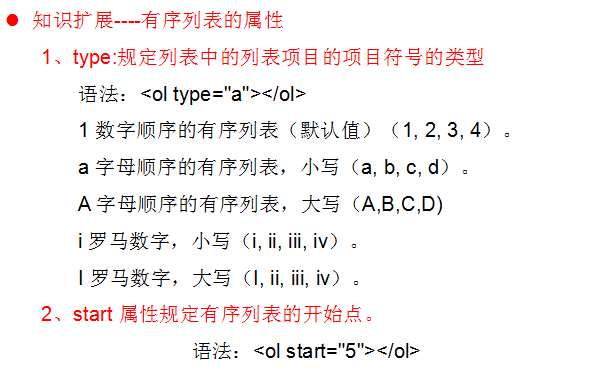 ● 知识扩展----有序列表的属性
1、type:规定列表中的列表项目的项目符号的类型
语法：<ol type="a"></ol>
1 数字顺序的有序列表（默认值）（1, 2, 3, 4）。
a 字母顺序的有序列表，小写（a, b, c, d）。
A 字母顺序的有序列表，大写（A,B,C,D)
i 罗马数字，小写（i, ii, iii, iv）。
I 罗马数字，大写（I, ii, iii, iv）。
2、start 属性规定有序列表的开始点。
语法：<ol start="5"></ol>